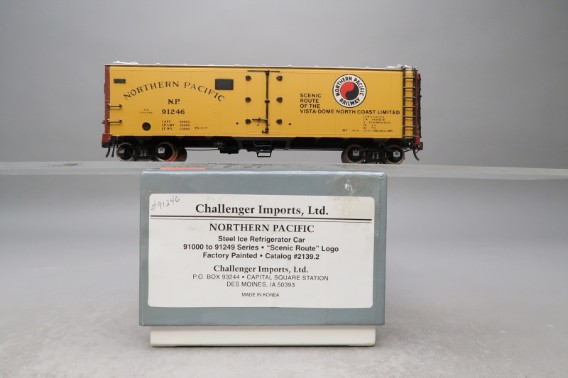 NORTHERN PACIFIC
N.P.
91246
SCENIC
ROUTE
OF THE
VISTA-DOME NORTH COAST LIMITED
NORTHERN PACIFIC
RAILWAY
#91246
Challenger Imports, Ltd.
NORTHERN PACIFIC
Steel Ice Refrigerator Car
91000 to 91249 Series • "Scenic Route" Logo
Factory Painted • Catalog #2139.2
Challenger Imports, Ltd.
P.O. BOX 93244 • CAPITAL SQUARE STATION
DES MOINES, IA 50393
MADE IN KOREA